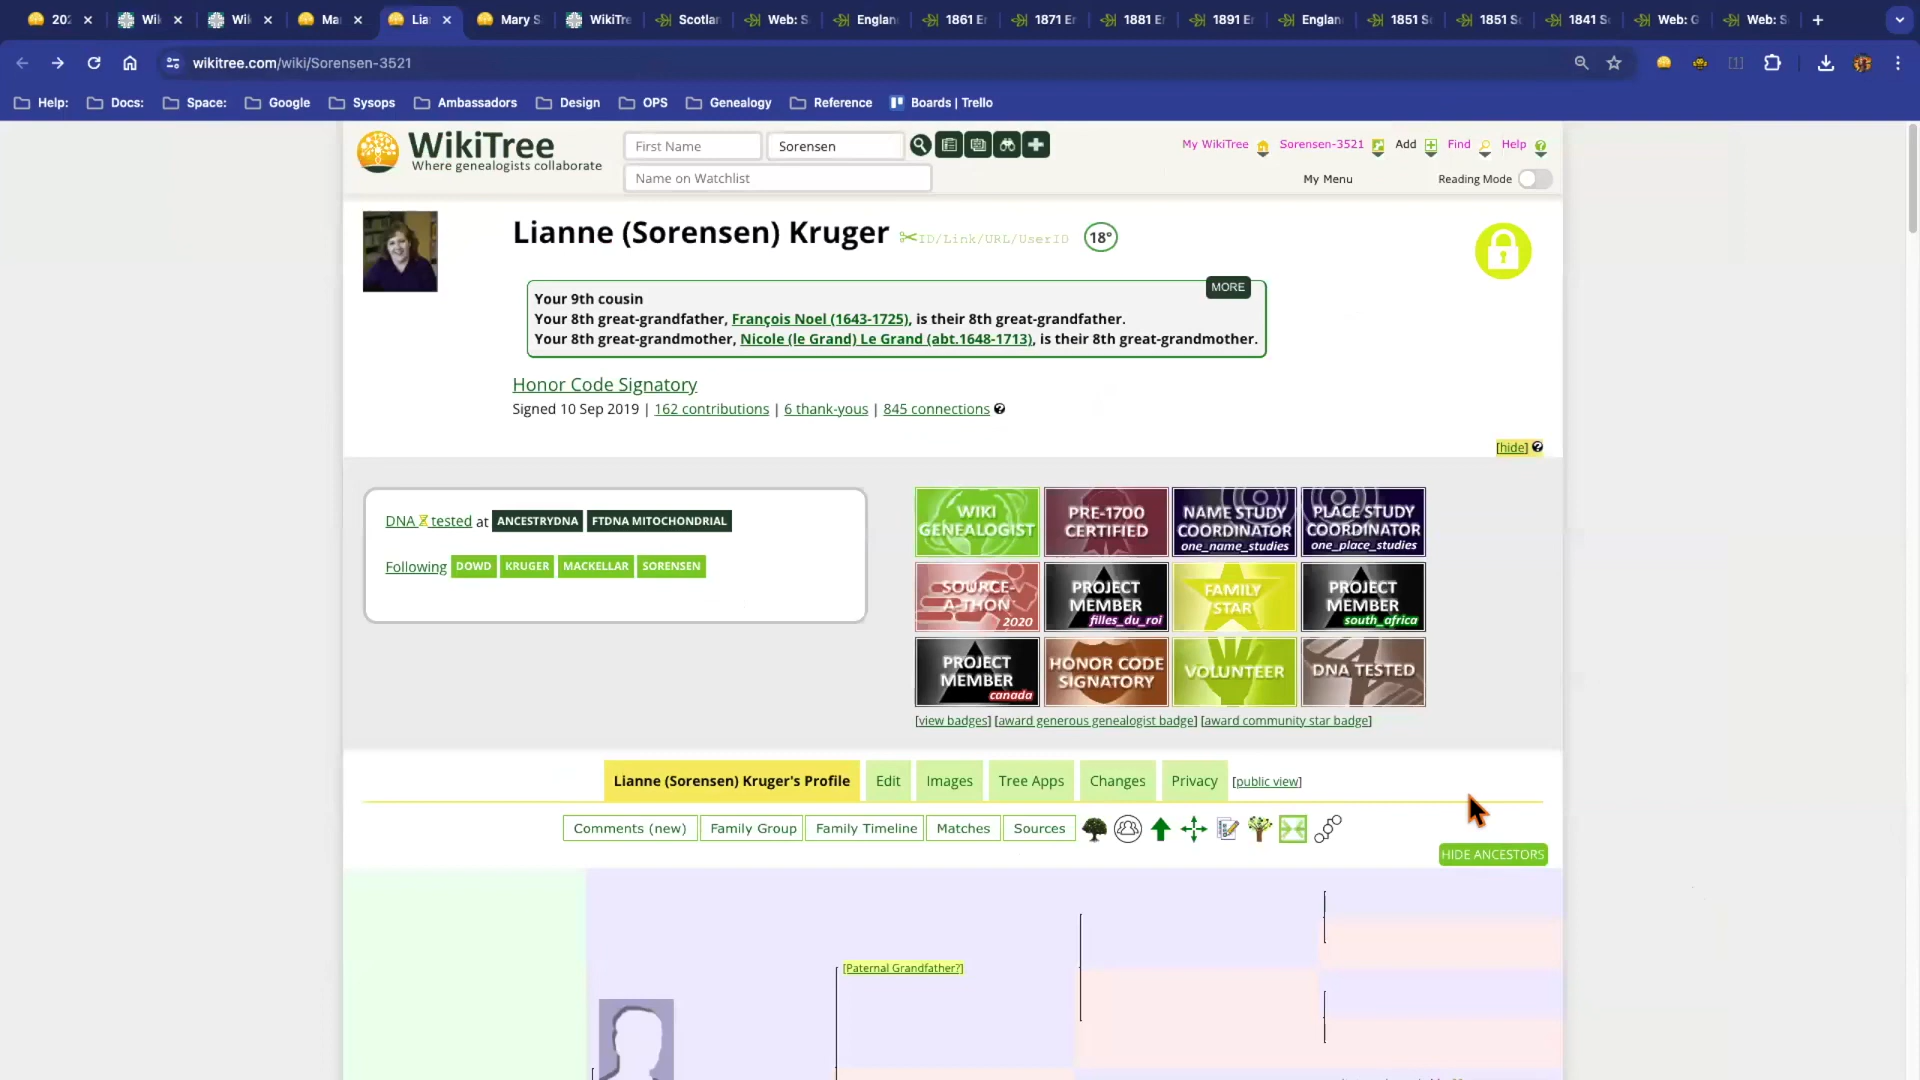 202
Wi
Wi
Ma
Lia
Mary S
WikiTre
Scotla
Web: S
Englan
1861 E
1871 E
1881 E
1891 E
Englan
1851 S
1851 S
1841 S
Web: G
Web: S
wikitree.com/wiki/Sorensen-3521
Help: Docs: Space: Google Sysops Ambassadors Design OPS Genealogy Reference Boards | Trello
WikiTree
Where genealogists collaborate
First Name Sorensen
Name on Watchlist
My WikiTree Sorensen-3521 Add Find Help
My Menu Reading Mode
Lianne (Sorensen) Kruger ID/Link/URL/UserID 18°
MORE
Your 9th cousin
Your 8th great-grandfather, François Noel (1643-1725), is their 8th great-grandfather.
Your 8th great-grandmother, Nicole (le Grand) Le Grand (abt.1648-1713), is their 8th great-grandmother.
Honor Code Signatory
Signed 10 Sep 2019 | 162 contributions | 6 thank-yous | 845 connections
[hide]
DNA tested at ANCESTRYDNA FTDNA MITOCHONDRIAL
Following DOWD KRUGER MACKELLAR SORENSEN
WIKI GENEALOGIST
PRE-1700 CERTIFIED
NAME STUDY COORDINATOR one_name_studies
PLACE STUDY COORDINATOR one_place_studies
SOURCE-A-THON 2020
PROJECT MEMBER filles_du_roi
FAMILY STAR
PROJECT MEMBER south_africa
PROJECT MEMBER canada
HONOR CODE SIGNATORY
VOLUNTEER
DNA TESTED
[view badges] [award generous genealogist badge] [award community star badge]
Lianne (Sorensen) Kruger's Profile Edit Images Tree Apps Changes Privacy [public view]
Comments (new) Family Group Family Timeline Matches Sources
HIDE ANCESTORS
[Paternal Grandfather?]